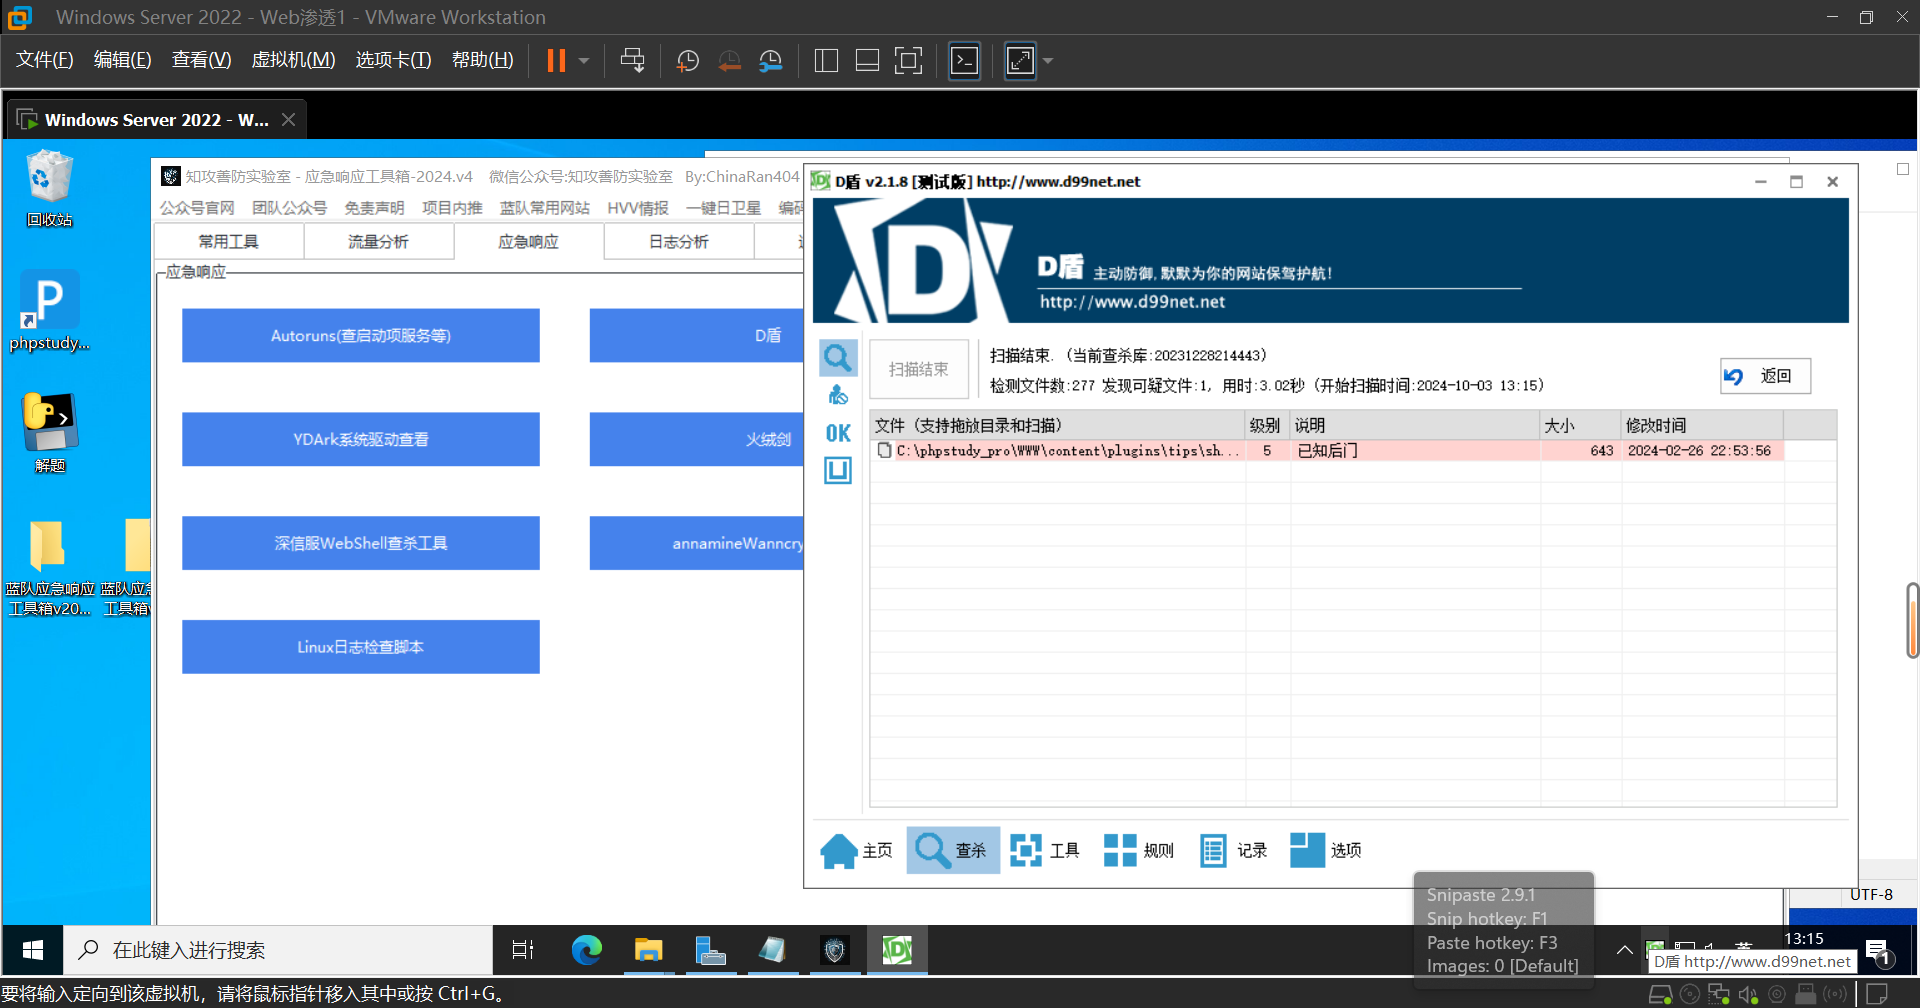 Windows Server 2022 - Web渗透1 - VMware Workstation
文件(F) 编辑(E) 查看(V) 虚拟机(M) 选项卡(T) 帮助(H)
Windows Server 2022 - W...
回收站
phpstudy...
解题
蓝队应急响应
工具箱v20...
蓝队应急
工具箱v
知攻善防实验室 - 应急响应工具箱-2024.v4 微信公众号:知攻善防实验室 By:ChinaRan404
公众号官网 团队公众号 免责声明 项目内推 蓝队常用网站 HVV情报 一键日卫星 编码
常用工具 流量分析 应急响应 日志分析
应急响应
Autoruns(查启动项服务等)
D盾
YDArk系统驱动查看
火绒剑
深信服WebShell查杀工具
annamineWanncry
Linux日志检查脚本
D盾 v2.1.8 [测试版] http://www.d99net.net
D盾 主动防御,默默为你的网站保驾护航!
http://www.d99net.net
扫描结束
扫描结束. (当前查杀库:20231228214443)
检测文件数:277 发现可疑文件:1, 用时:3.02秒 (开始扫描时间:2024-10-03 13:15)
返回
OK
文件 (支持拖放目录和扫描) 级别 说明 大小 修改时间
C:\phpstudy_pro\WWW\content\plugins\tips\sh... 5 已知后门 643 2024-02-26 22:53:56
主页 查杀 工具 规则 记录 选项
Snipaste 2.9.1
Snip hotkey: F1
Paste hotkey: F3
Images: 0 [Default]
UTF-8
在此键入进行搜索
英
13:15
1
D盾 http://www.d99net.net
要将输入定向到该虚拟机，请将鼠标指针移入其中或按 Ctrl+G。